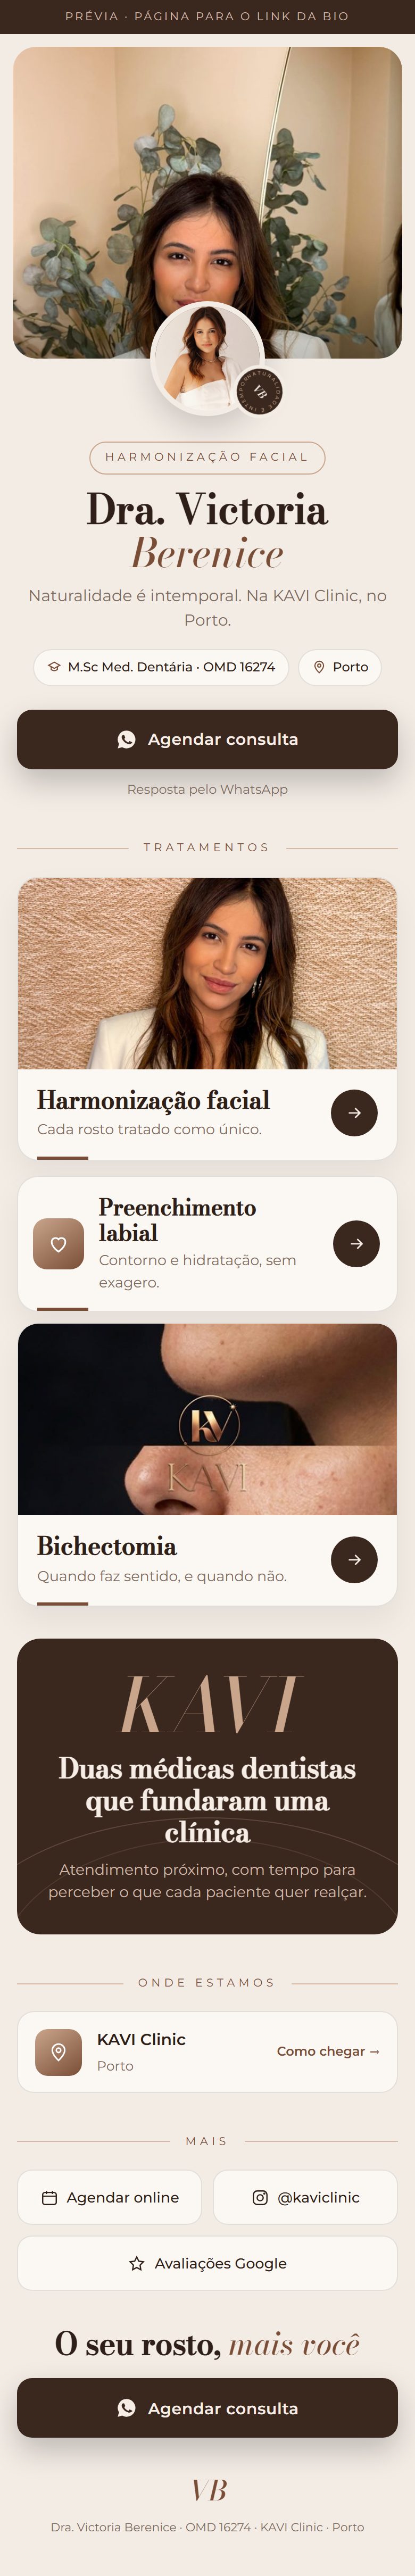 PRÉVIA · PÁGINA PARA O LINK DA BIO
VB
HARMONIZAÇÃO FACIAL
Dra. Victoria
Berenice
Naturalidade é intemporal. Na KAVI Clinic, no
Porto.
M.Sc Med. Dentária · OMD 16274
Porto
Agendar consulta
Resposta pelo WhatsApp
TRATAMENTOS
Harmonização facial
Cada rosto tratado como único.
Preenchimento
labial
Contorno e hidratação, sem
exagero.
KV
KAVI
Bichectomia
Quando faz sentido, e quando não.
KAVI
Duas médicas dentistas
que fundaram uma
clínica
Atendimento próximo, com tempo para
perceber o que cada paciente quer realçar.
ONDE ESTAMOS
KAVI Clinic
Porto
Como chegar →
MAIS
Agendar online
@kaviclinic
Avaliações Google
O seu rosto, mais você
Agendar consulta
VB
Dra. Victoria Berenice · OMD 16274 · KAVI Clinic · Porto